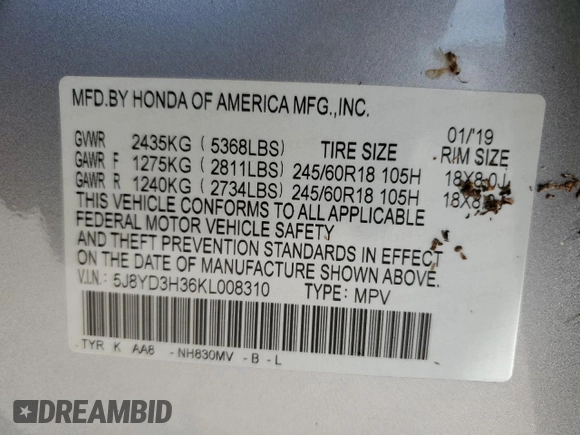 MFD.BY HONDA OF AMERICA MFG.,INC.
01/'19
GVWR 2435KG ( 5368LBS) TIRE SIZE RIM SIZE
GAWR F 1275KG ( 2811LBS) 245/60R18 105H 18X8.0J
GAWR R 1240KG ( 2734LBS) 245/60R18 105H
THIS VEHICLE CONFORMS TO ALL APPLICABLE
FEDERAL MOTOR VEHICLE SAFETY
AND THEFT PREVENTION STANDARDS IN EFFECT
ON THE DATE OF MANUFACTURE SHOWN ABOVE.
V.I.N.: 5J8YD3H36KL008310 TYPE: MPV
TYR K AA8 -NH830MV -B -L
DREAMBID